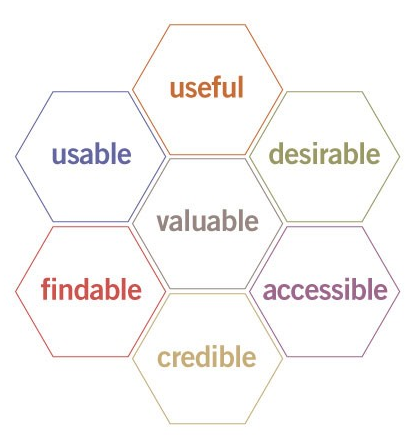 useful
usable
desirable
valuable
findable
accessible
credible